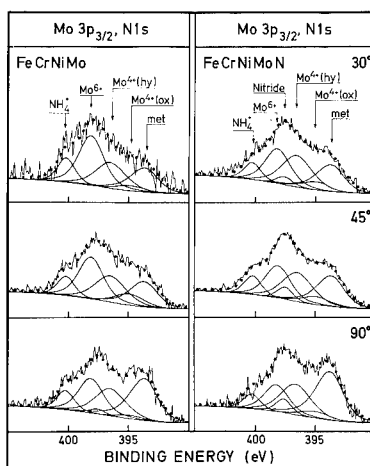 Mo 3p3/2, N1s
Mo 3p3/2, N1s
FeCrNiMo
FeCrNiMoN
30°
Mo4+(hy)
Mo6+
Mo4+(ox)
NH4+
met
Nitride
Mo4+(hy)
Mo6+
Mo4+(ox)
NH4+
met
45°
90°
400
395
400
395
BINDING ENERGY (eV)